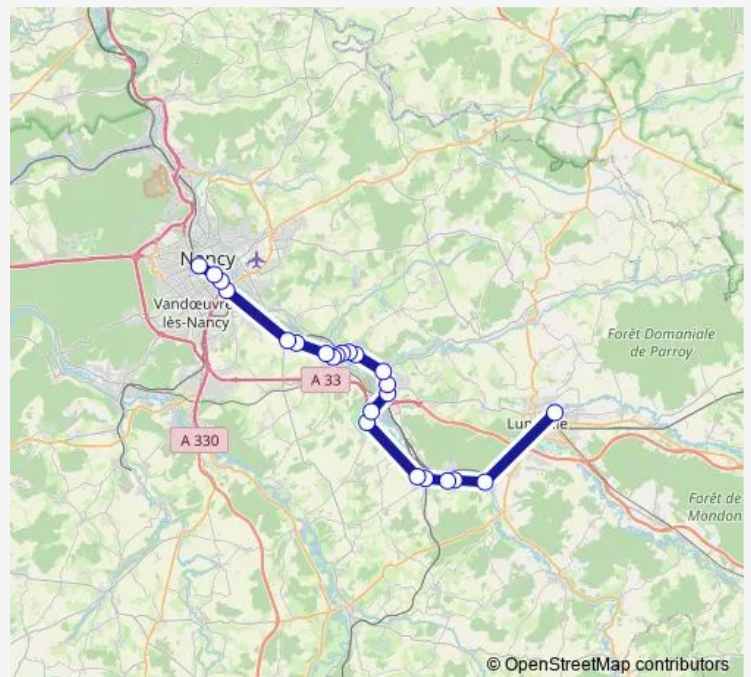 Nancy
Vandœuvre
lès-Nancy
Forêt Domaniale
de Parroy
A 33
A 330
Forêt de
Mondon
© OpenStreetMap contributors